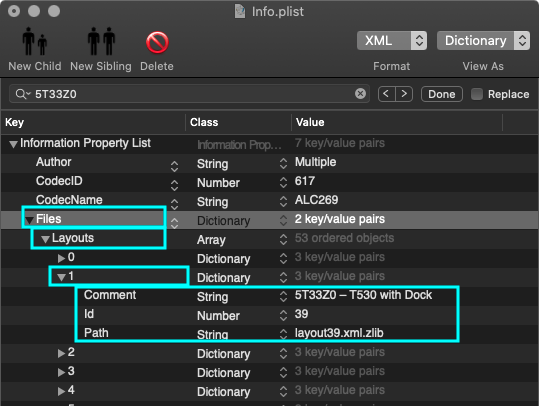 Info.plist
New Child New Sibling Delete XML Dictionary
Format View As
5T33Z0 Done Replace
Key Class Value
Information Property List Information Prop... 7 key/value pairs
Author String Multiple
CodecID Number 617
CodecName String ALC269
Files Dictionary 2 key/value pairs
Layouts Array 53 ordered objects
0 Dictionary 3 key/value pairs
1 Dictionary 3 key/value pairs
Comment String 5T33Z0 – T530 with Dock
Id Number 39
Path String layout39.xml.zlib
2 Dictionary 3 key/value pairs
3 Dictionary 3 key/value pairs
4 Dictionary 3 key/value pairs